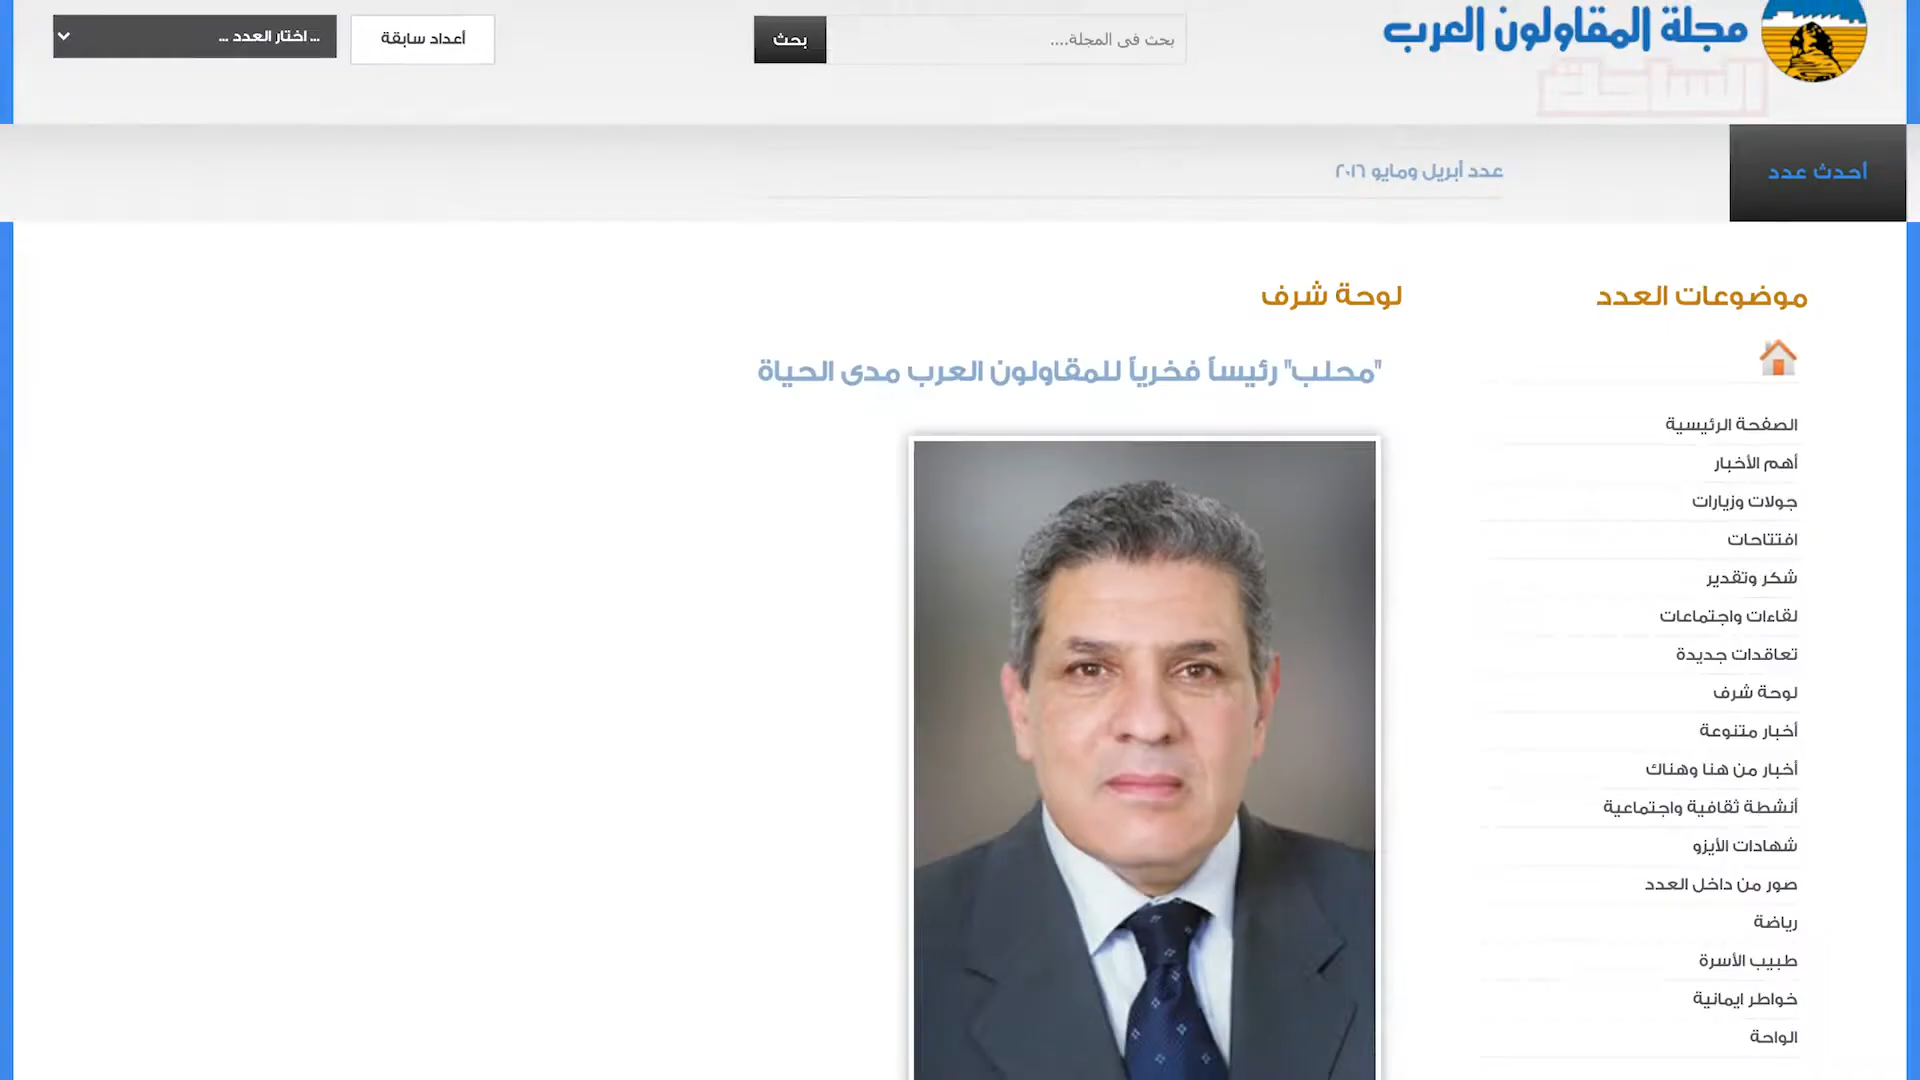 مجلة المقاولون العرب
بحث فى المجلة....
بحث
أعداد سابقة
... اختار العدد ...
أحدث عدد
عدد أبريل ومايو ٢٠١٦
موضوعات العدد
الصفحة الرئيسية
أهم الأخبار
جولات وزيارات
افتتاحات
شكر وتقدير
لقاءات واجتماعات
تعاقدات جديدة
لوحة شرف
أخبار متنوعة
أخبار من هنا وهناك
أنشطة ثقافية واجتماعية
شهادات الأيزو
صور من داخل العدد
رياضة
طبيب الأسرة
خواطر ايمانية
الواحة
لوحة شرف
"محلب" رئيساً فخرياً للمقاولون العرب مدى الحياة